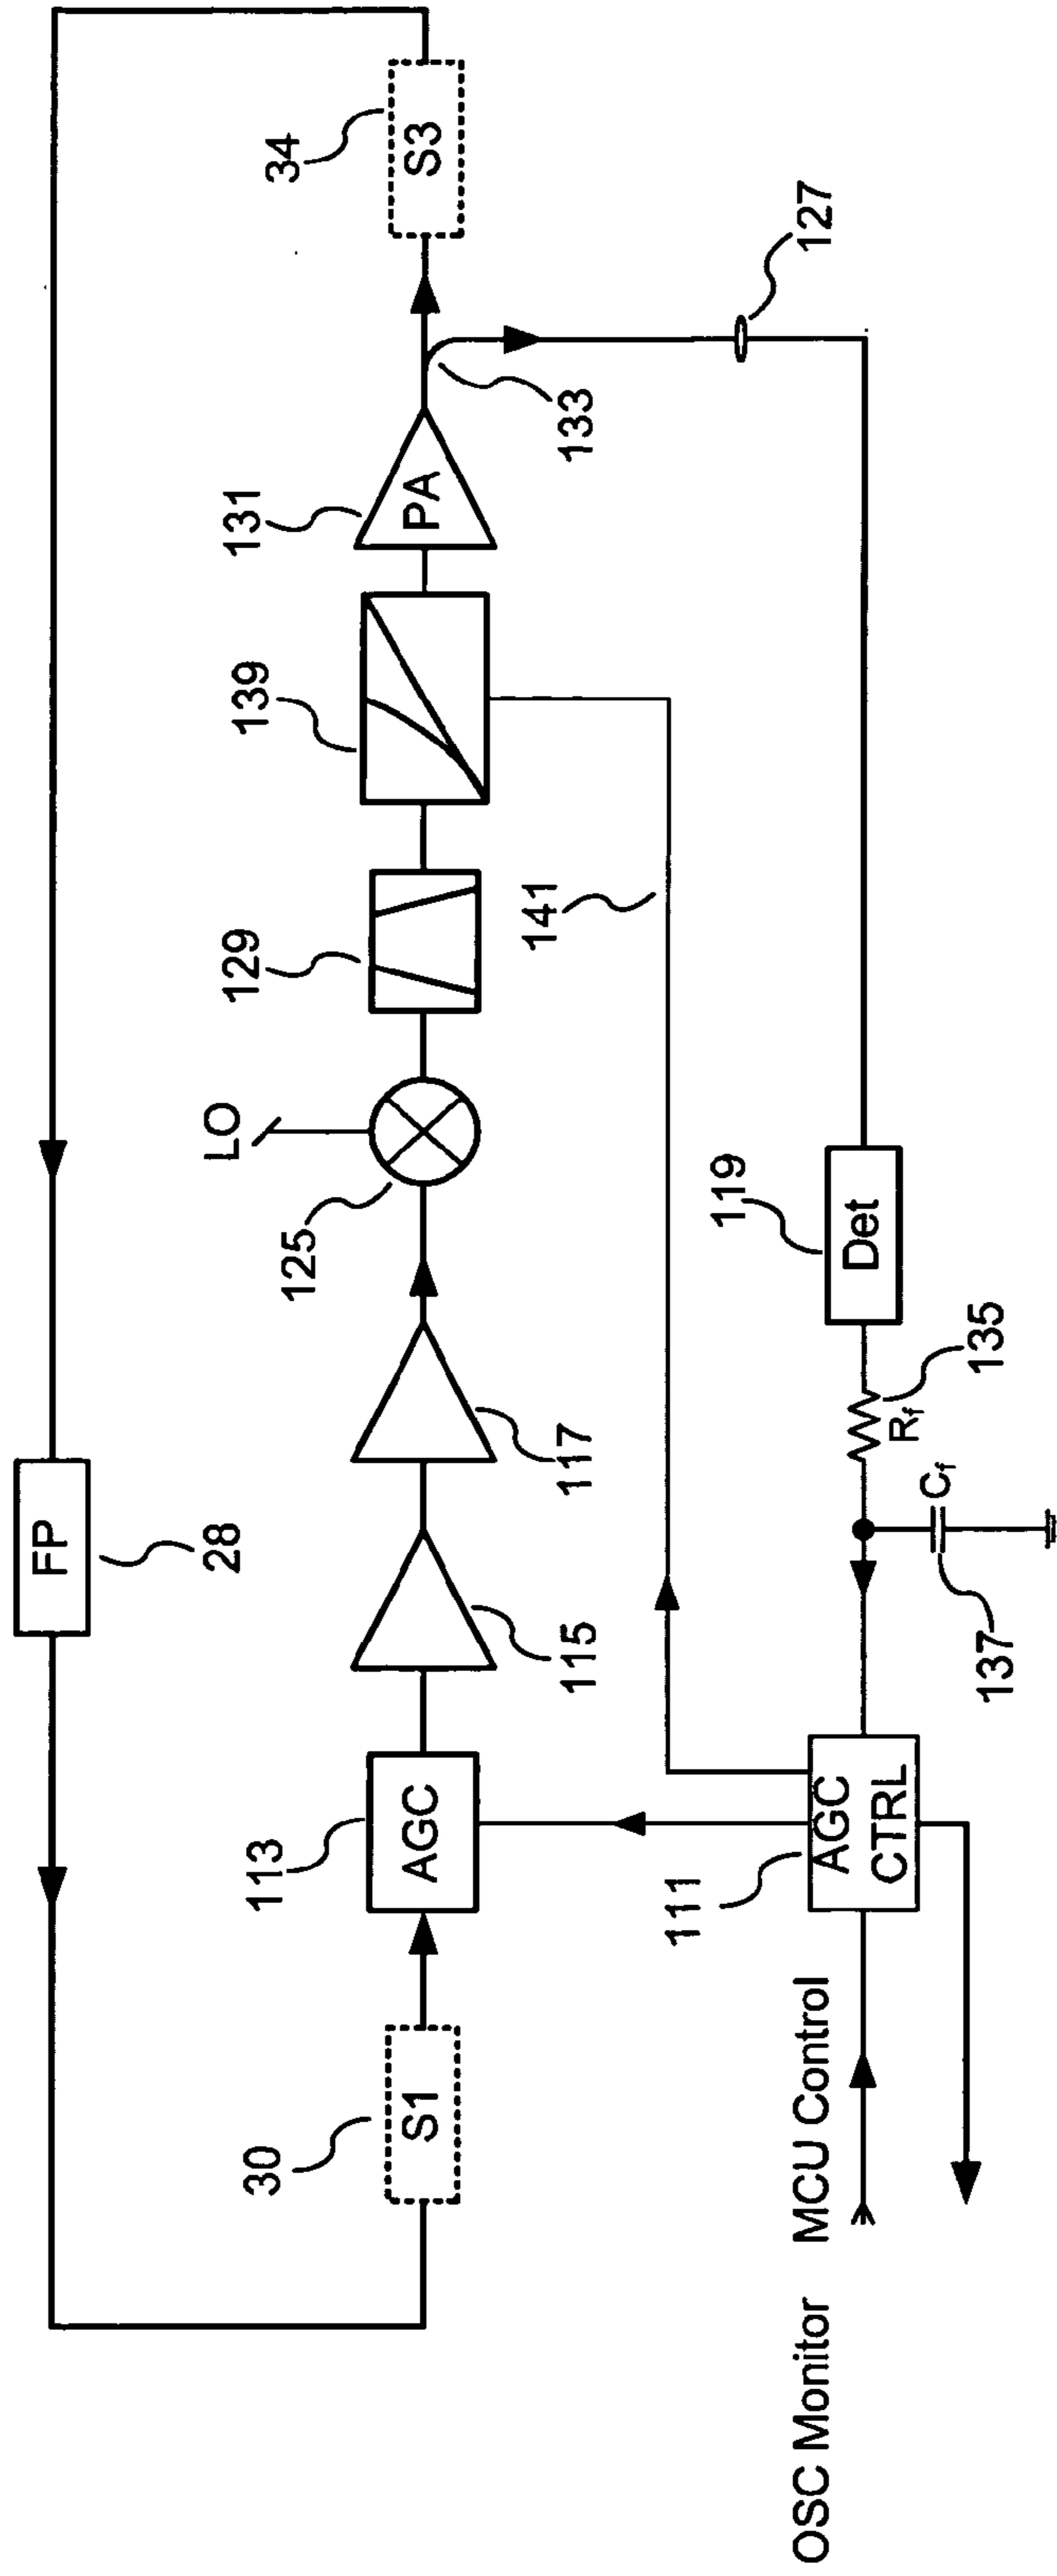 FP
28
LO
30
113
125
129
139
131
34
S1
AGC
PA
S3
115
117
141
133
111
119
127
OSC Monitor
MCU Control
AGC
CTRL
Det
Rf
Cf
135
137